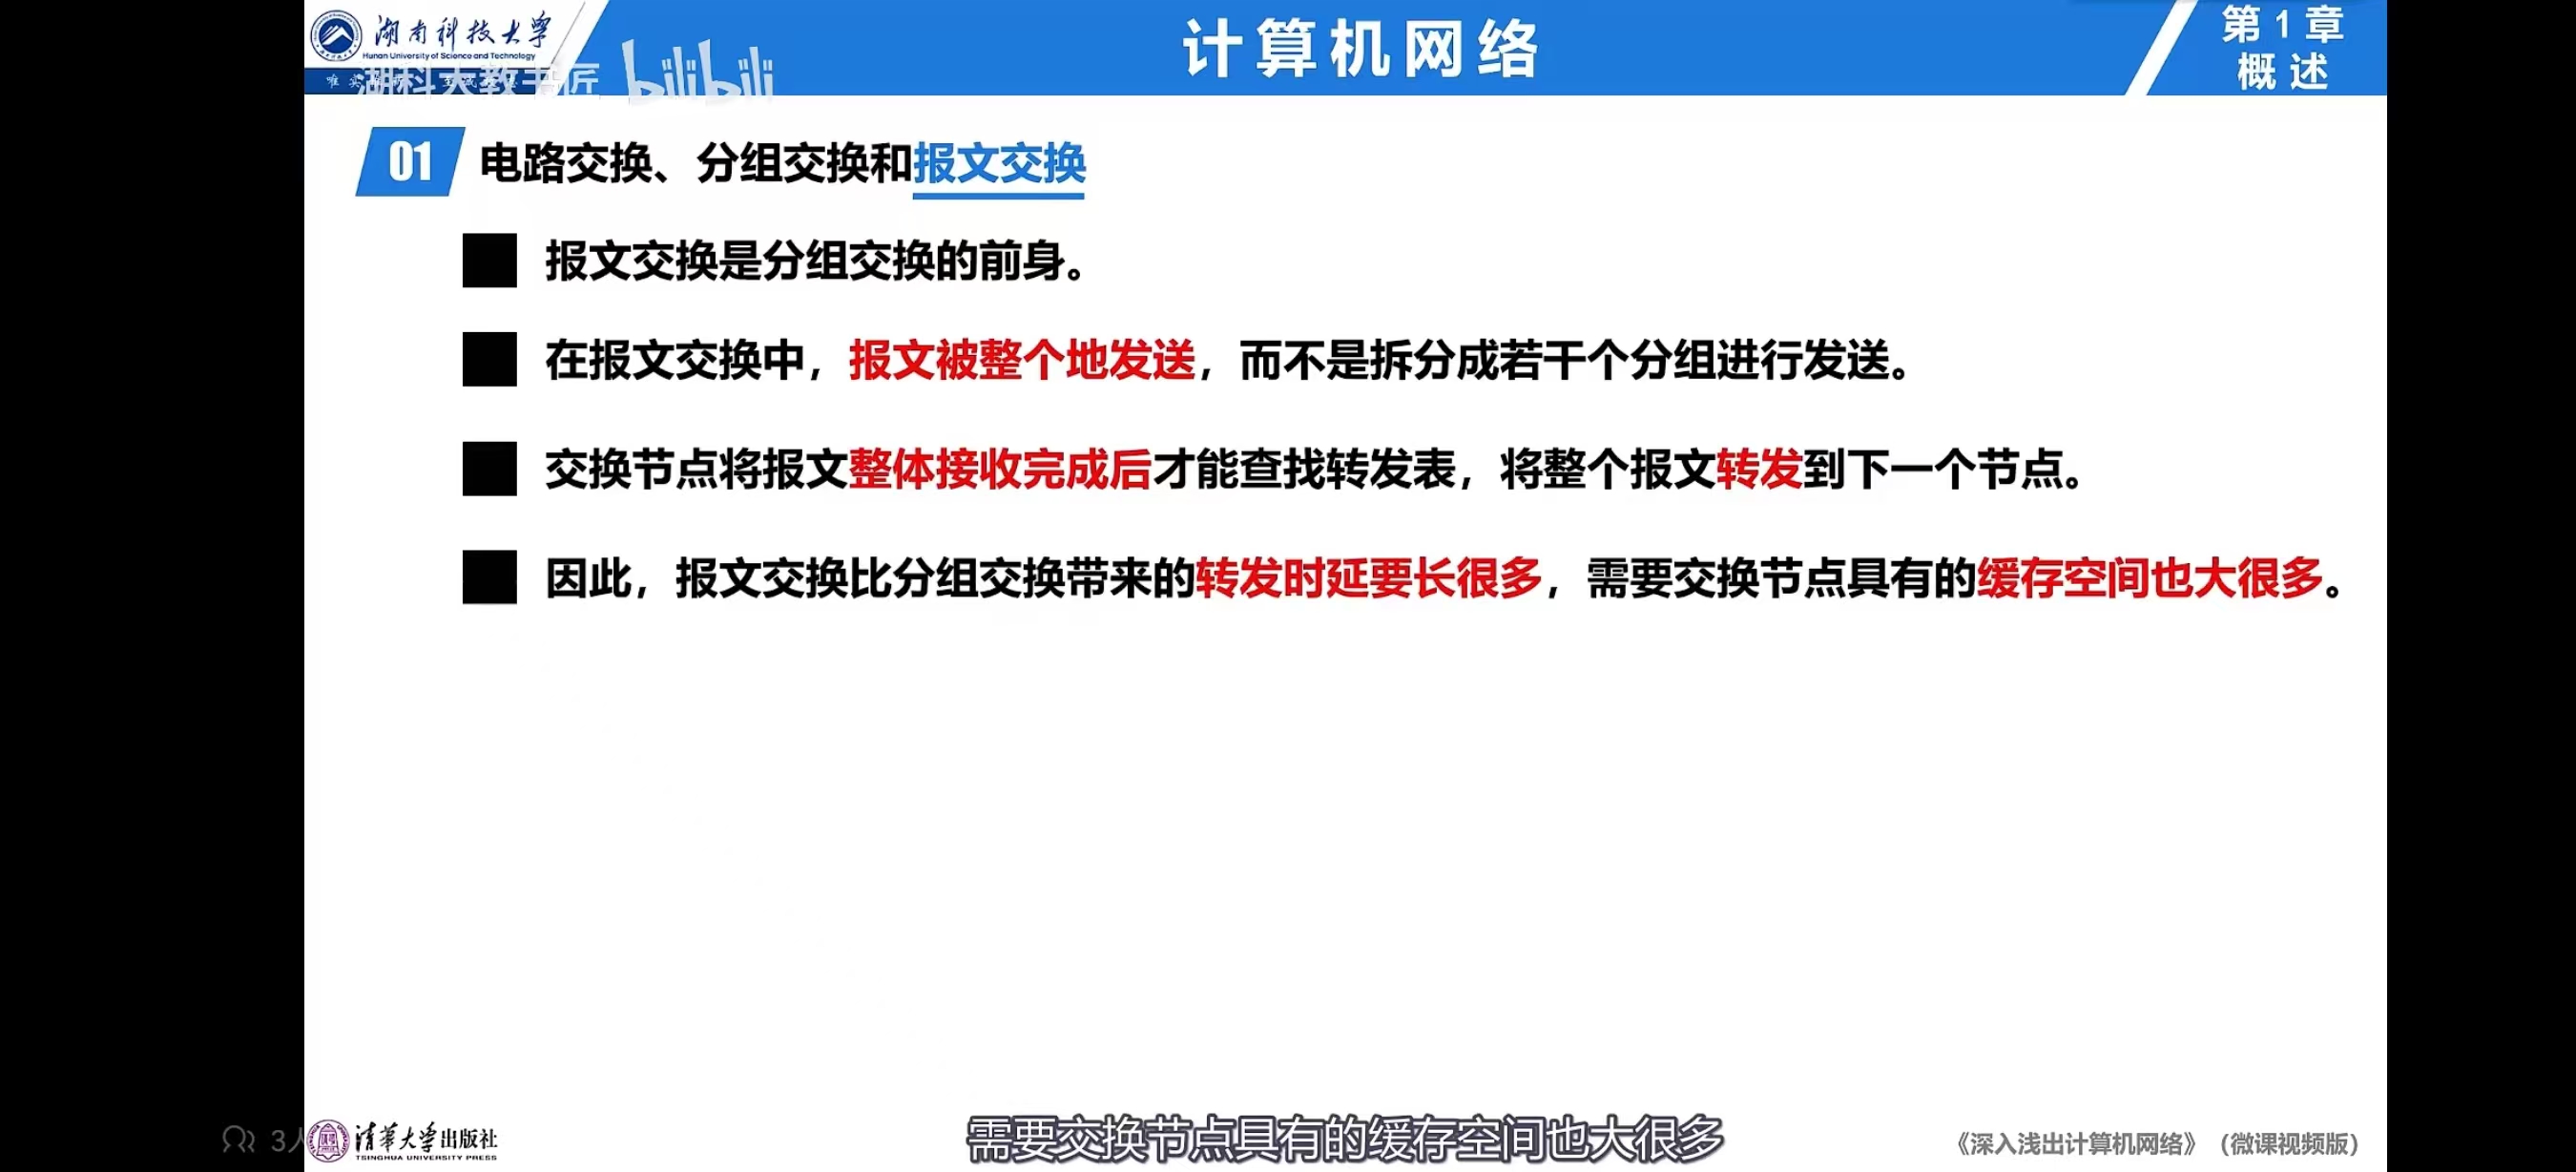 湖南科技大学
Hunan University of Science and Technology
湖科大教书匠 bilibili
计算机网络
第1章
概述
01 电路交换、分组交换和报文交换
报文交换是分组交换的前身。
在报文交换中，报文被整个地发送，而不是拆分成若干个分组进行发送。
交换节点将报文整体接收完成后才能查找转发表，将整个报文转发到下一个节点。
因此，报文交换比分组交换带来的转发时延要长很多，需要交换节点具有的缓存空间也大很多。
3人
清华大学出版社
TSINGHUA UNIVERSITY PRESS
需要交换节点具有的缓存空间也大很多
《深入浅出计算机网络》（微课视频版）